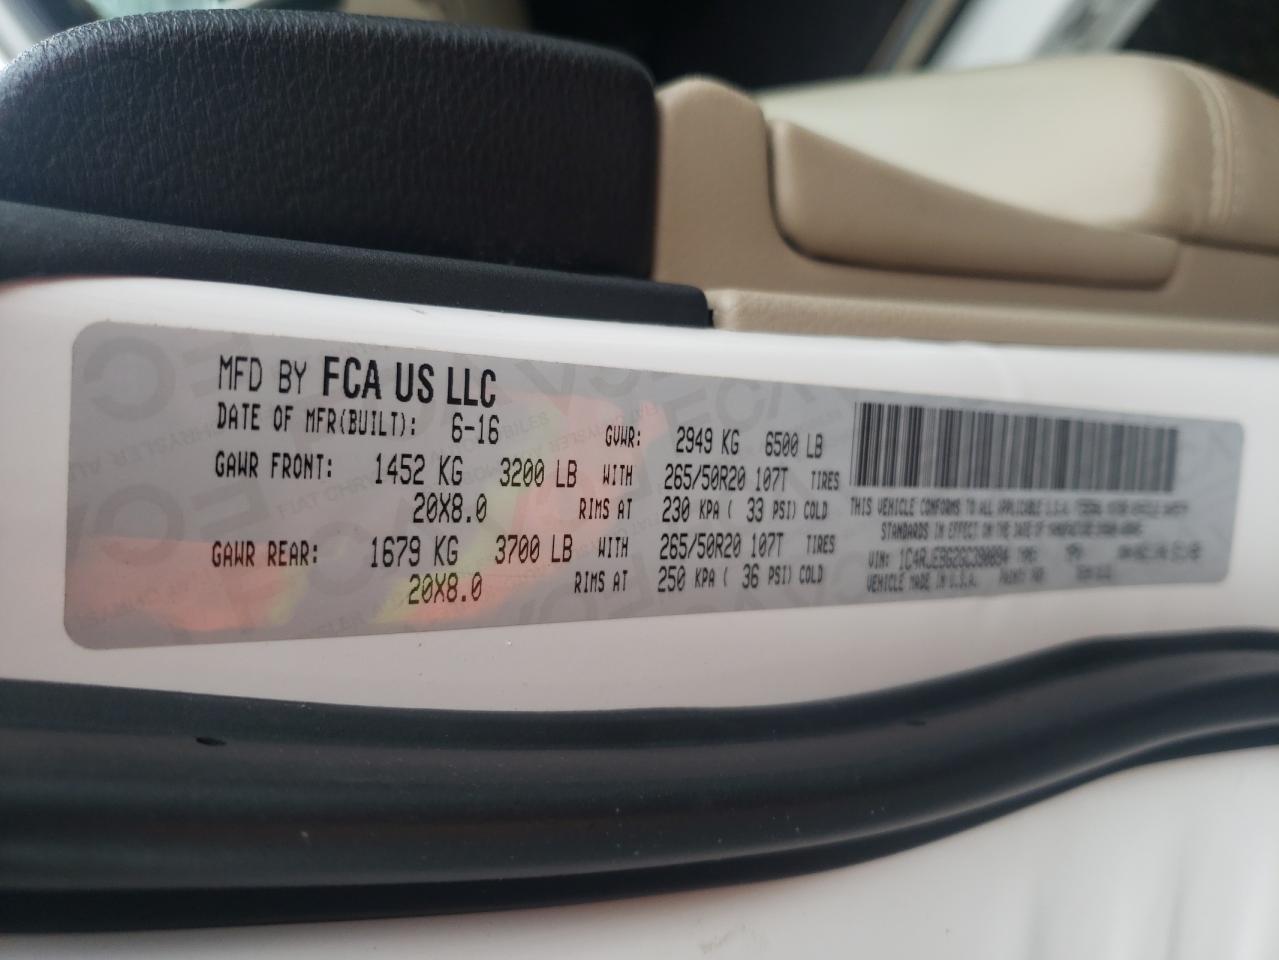 MFD BY FCA US LLC
DATE OF MFR(BUILT): 6-16 GVWR: 2949 KG 6500 LB
GAWR FRONT: 1452 KG 3200 LB WITH 265/50R20 107T TIRES
20X8.0 RIMS AT 230 KPA ( 33 PSI) COLD
GAWR REAR: 1679 KG 3700 LB WITH 265/50R20 107T TIRES
20X8.0 RIMS AT 250 KPA ( 36 PSI) COLD
THIS VEHICLE CONFORMS TO ALL APPLICABLE U.S.A. FEDERAL MOTOR VEHICLE SAFETY
STANDARDS IN EFFECT ON THE DATE OF MANUFACTURE SHOWN ABOVE.
VIN:
VEHICLE MADE IN U.S.A.